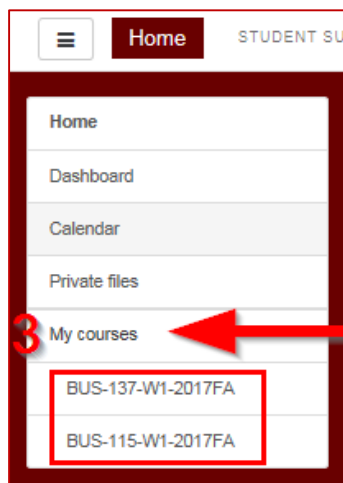 Home STUDENT SU
Home
Dashboard
Calendar
Private files
3 My courses
BUS-137-W1-2017FA
BUS-115-W1-2017FA